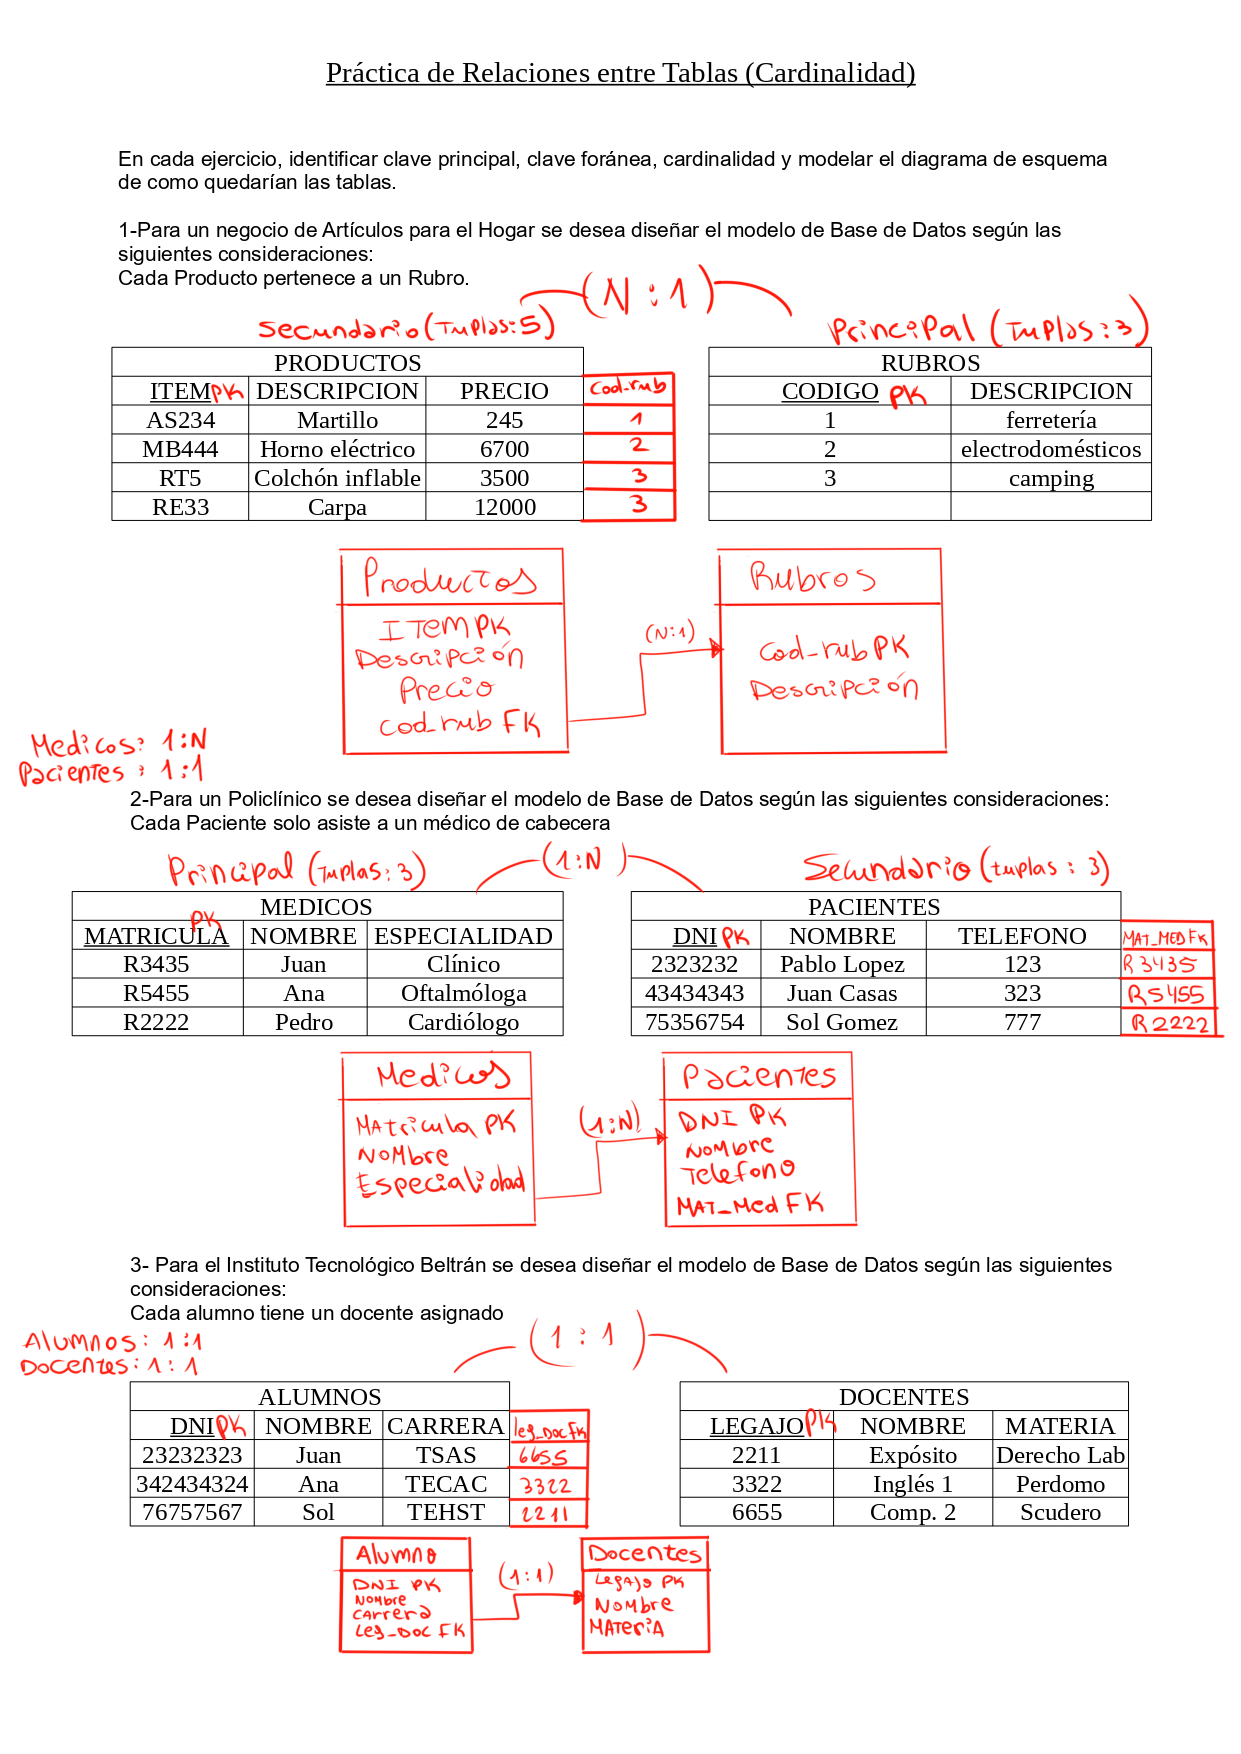 Práctica de Relaciones entre Tablas (Cardinalidad)
En cada ejercicio, identificar clave principal, clave foránea, cardinalidad y modelar el diagrama de esquema
de como quedarían las tablas.
1-Para un negocio de Artículos para el Hogar se desea diseñar el modelo de Base de Datos según las
siguientes consideraciones:
Cada Producto pertenece a un Rubro.
(N:1)
Secundario (Tuplas:5) Principal (Tuplas:3)
PRODUCTOS RUBROS
ITEM PK DESCRIPCION PRECIO Cod_rub CODIGO PK DESCRIPCION
AS234 Martillo 245 1 1 ferretería
MB444 Horno eléctrico 6700 2 2 electrodomésticos
RT5 Colchón inflable 3500 3 3 camping
RE33 Carpa 12000 3
Productos Rubros
ITEM PK
Descripción
Precio
Cod_rub FK
(N:1)
Cod_rub PK
Descripción
Medicos: 1:N
Pacientes: 1:1
2-Para un Policlínico se desea diseñar el modelo de Base de Datos según las siguientes consideraciones:
Cada Paciente solo asiste a un médico de cabecera
Principal (Tuplas:3) (1:N) Secundario (tuplas:3)
MEDICOS PACIENTES
MATRICULA PK NOMBRE ESPECIALIDAD DNI PK NOMBRE TELEFONO MAT_MED FK
R3435 Juan Clínico 2323232 Pablo Lopez 123 R3435
R5455 Ana Oftalmóloga 43434343 Juan Casas 323 R5455
R2222 Pedro Cardiólogo 75356754 Sol Gomez 777 R2222
Medicos Pacientes
Matricula PK
Nombre
Especialidad
(1:N)
DNI PK
Nombre
Telefono
MAT_Med FK
3- Para el Instituto Tecnológico Beltrán se desea diseñar el modelo de Base de Datos según las siguientes
consideraciones:
Cada alumno tiene un docente asignado
Alumnos: 1:1
Docentes: 1:1
(1:1)
ALUMNOS DOCENTES
DNI PK NOMBRE CARRERA leg_Doc FK LEGAJO PK NOMBRE MATERIA
23232323 Juan TSAS 6655 2211 Expósito Derecho Lab
342434324 Ana TECAC 3322 3322 Inglés 1 Perdomo
76757567 Sol TEHST 2211 6655 Comp. 2 Scudero
Alumno Docentes
DNI PK
Nombre
Carrera
Leg_Doc FK
(1:1)
Legajo PK
Nombre
Materia